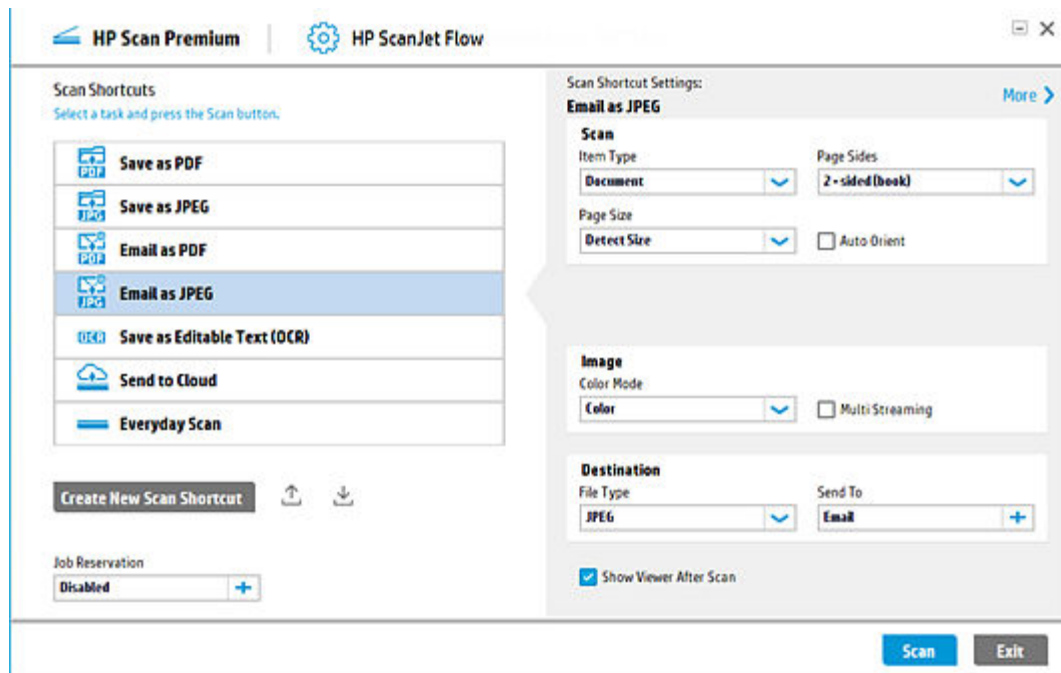 HP Scan Premium
HP ScanJet Flow
Scan Shortcuts
Select a task and press the Scan button.
PDF
Save as PDF
JPG
Save as JPEG
PDF
Email as PDF
JPG
Email as JPEG
OCR
Save as Editable Text (OCR)
Send to Cloud
Everyday Scan
Create New Scan Shortcut
Job Reservation
Disabled
Scan Shortcut Settings:
More
Email as JPEG
Scan
Item Type
Page Sides
Document
2-sided (book)
Page Size
Detect Size
Auto Orient
Image
Color Mode
Color
Multi Streaming
Destination
File Type
Send To
JPEG
Email
Show Viewer After Scan
Scan
Exit